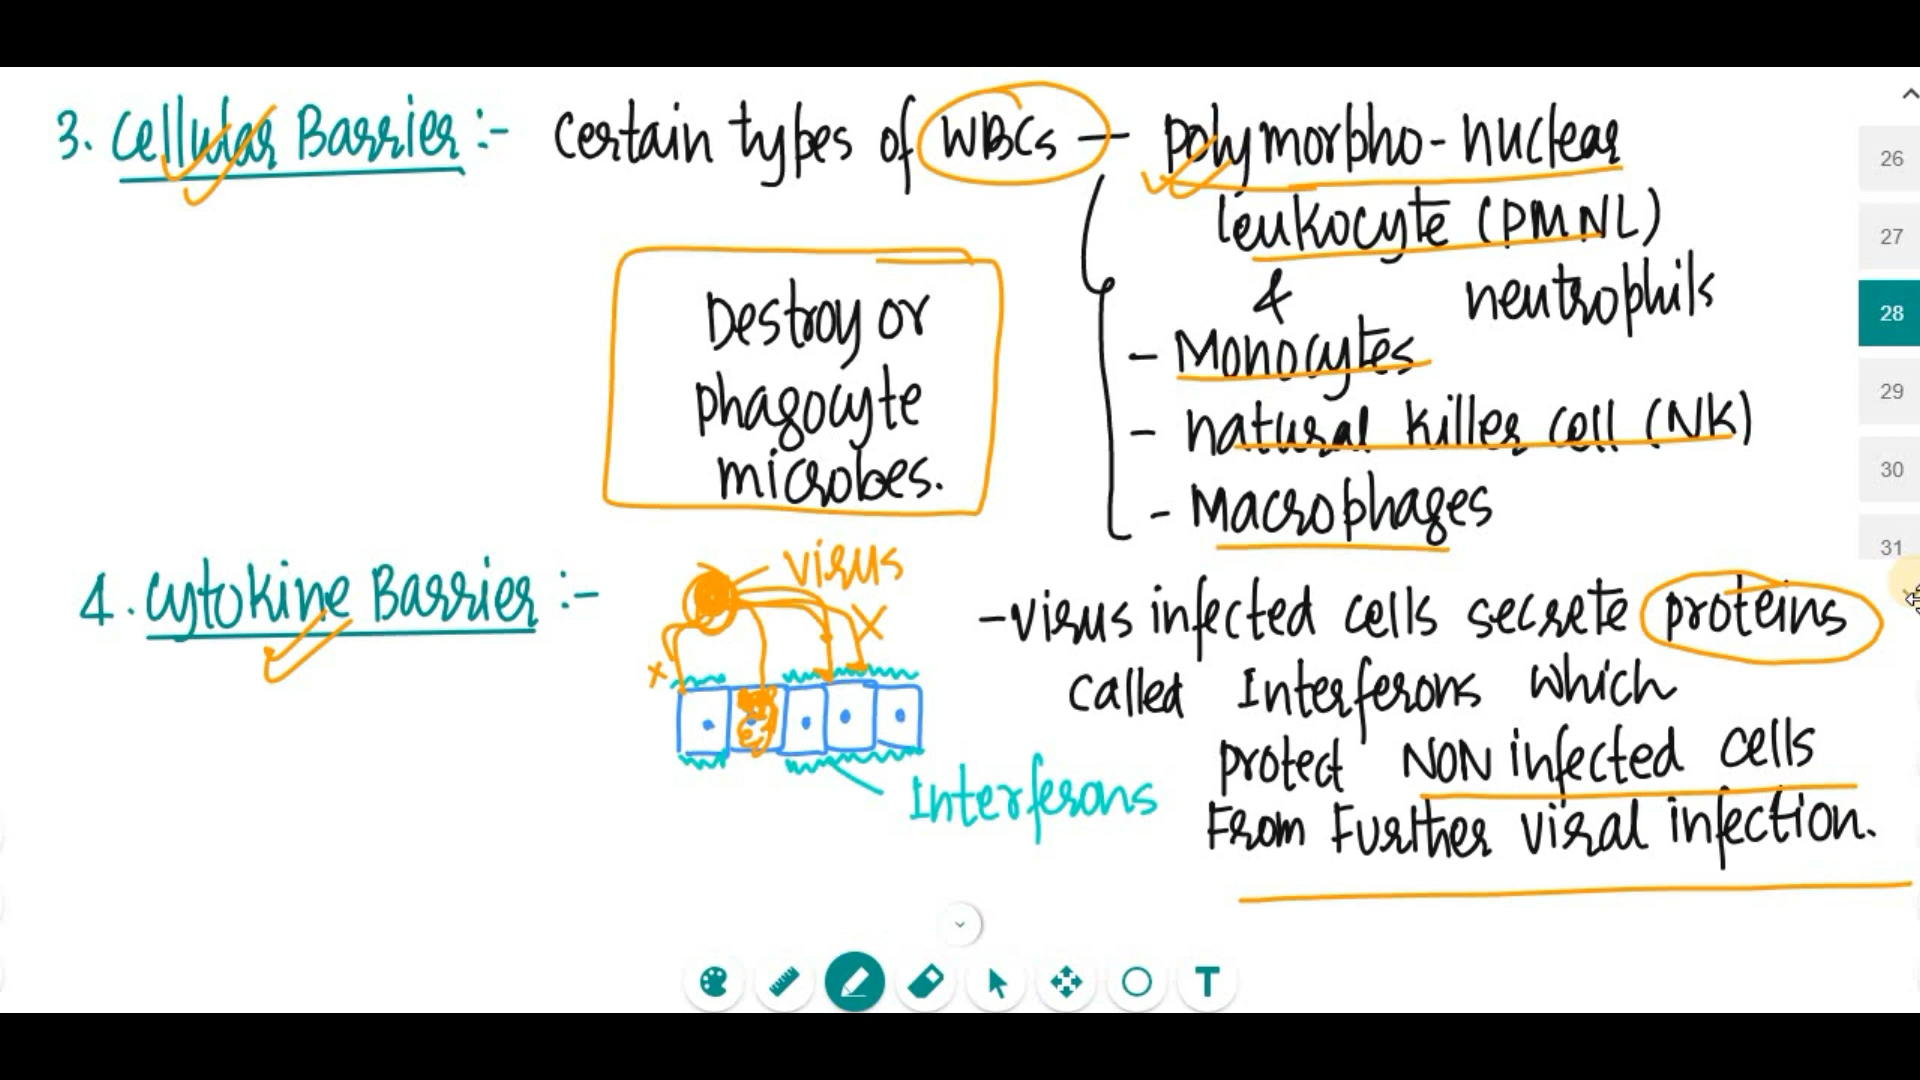 3. Cellular Barrier :- Certain types of WBCs — Polymorpho-nuclear
leukocyte (PMNL)
& neutrophils
Destroy or
phagocyte
microbes.
- Monocytes
- natural killer cell (NK)
- Macrophages
4. Cytokine Barrier :-
virus
x
X
- virus infected cells secrete proteins
called Interferons which
protect NON infected cells
From Further viral infection.
Interferons
26
27
28
29
30
31
T